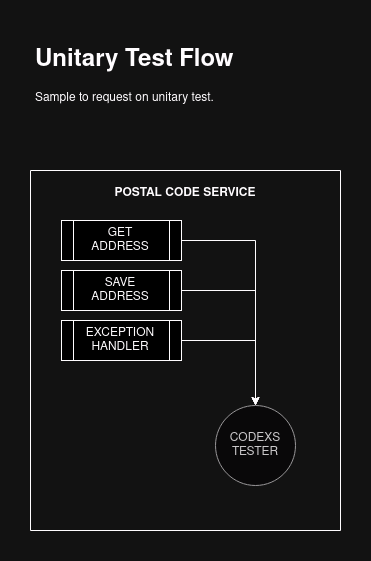 Unitary Test Flow
Sample to request on unitary test.
POSTAL CODE SERVICE
GET
ADDRESS
SAVE
ADDRESS
EXCEPTION
HANDLER
CODEXS
TESTER